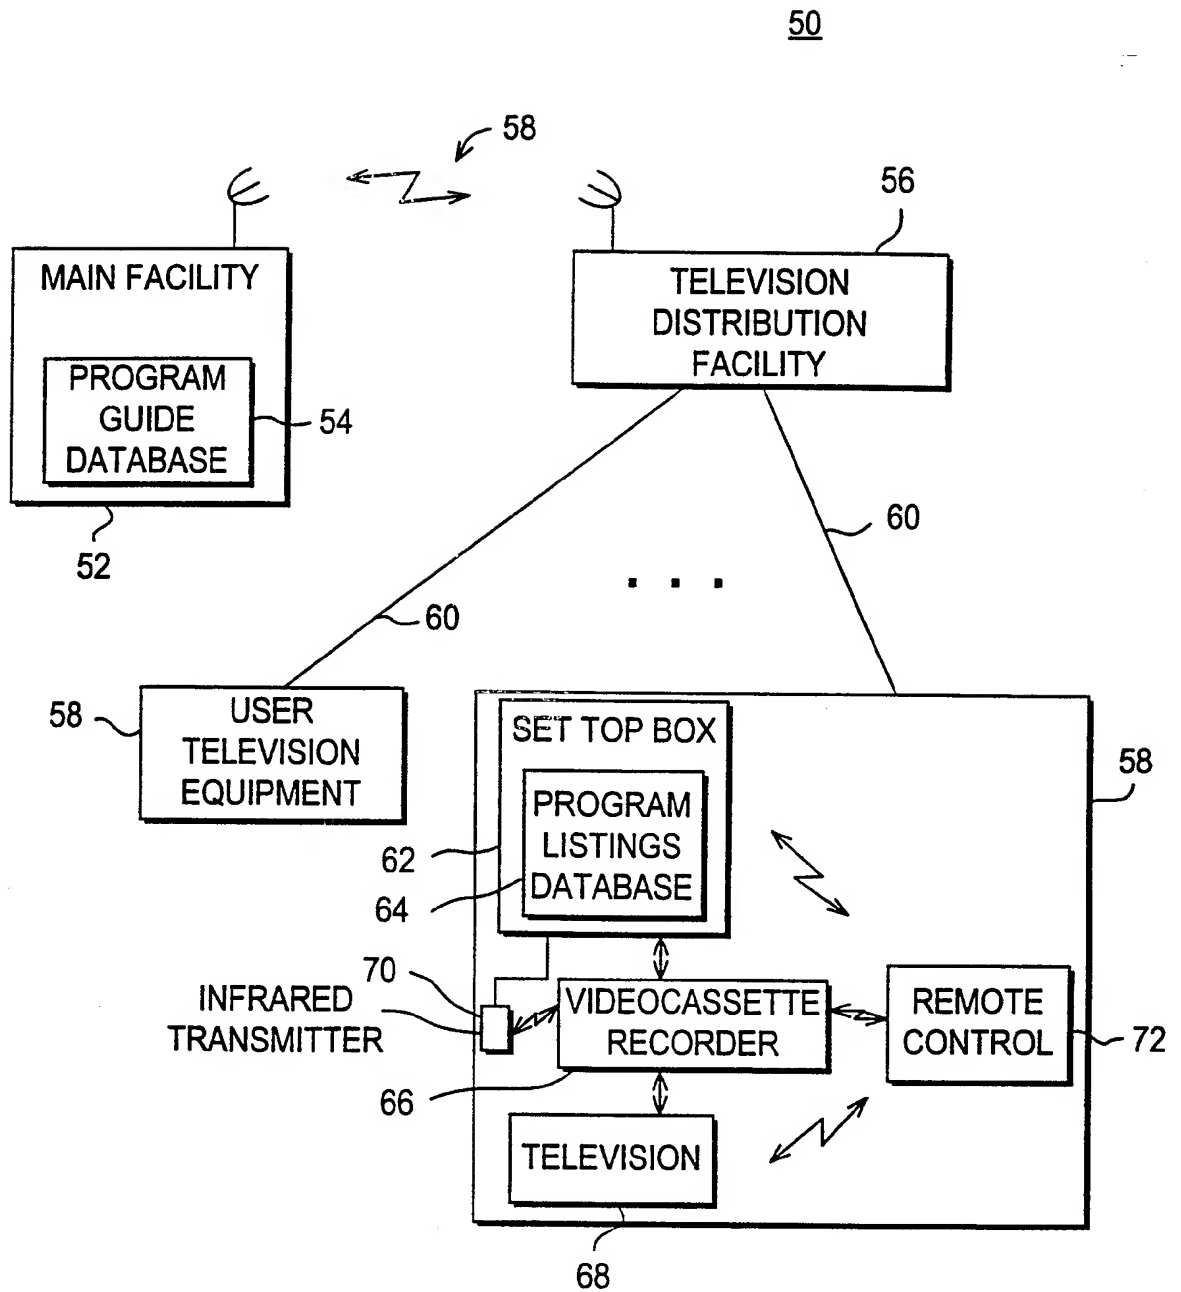 50
58
56
MAIN FACILITY
TELEVISION
DISTRIBUTION
FACILITY
PROGRAM
GUIDE
DATABASE
54
52
60
60
58
USER
TELEVISION
EQUIPMENT
SET TOP BOX
PROGRAM
LISTINGS
DATABASE
58
62
64
70
INFRARED
TRANSMITTER
VIDEOCASSETTE
RECORDER
REMOTE
CONTROL
72
66
TELEVISION
68